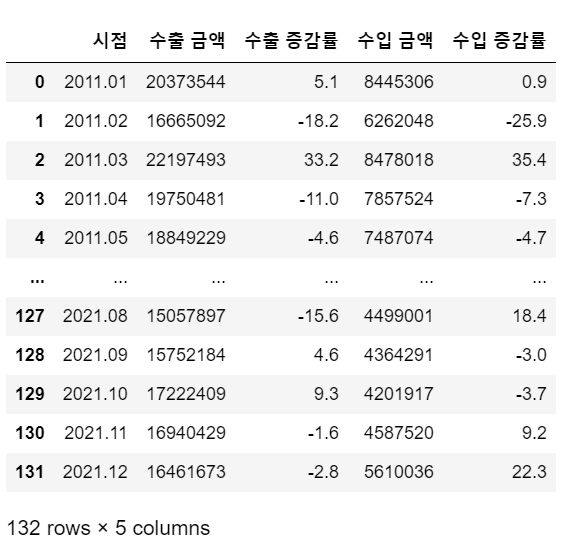 시점 수출 금액 수출 증감률 수입 금액 수입 증감률
0 2011.01 20373544 5.1 8445306 0.9
1 2011.02 16665092 -18.2 6262048 -25.9
2 2011.03 22197493 33.2 8478018 35.4
3 2011.04 19750481 -11.0 7857524 -7.3
4 2011.05 18849229 -4.6 7487074 -4.7
... ... ... ... ... ...
127 2021.08 15057897 -15.6 4499001 18.4
128 2021.09 15752184 4.6 4364291 -3.0
129 2021.10 17222409 9.3 4201917 -3.7
130 2021.11 16940429 -1.6 4587520 9.2
131 2021.12 16461673 -2.8 5610036 22.3
132 rows × 5 columns